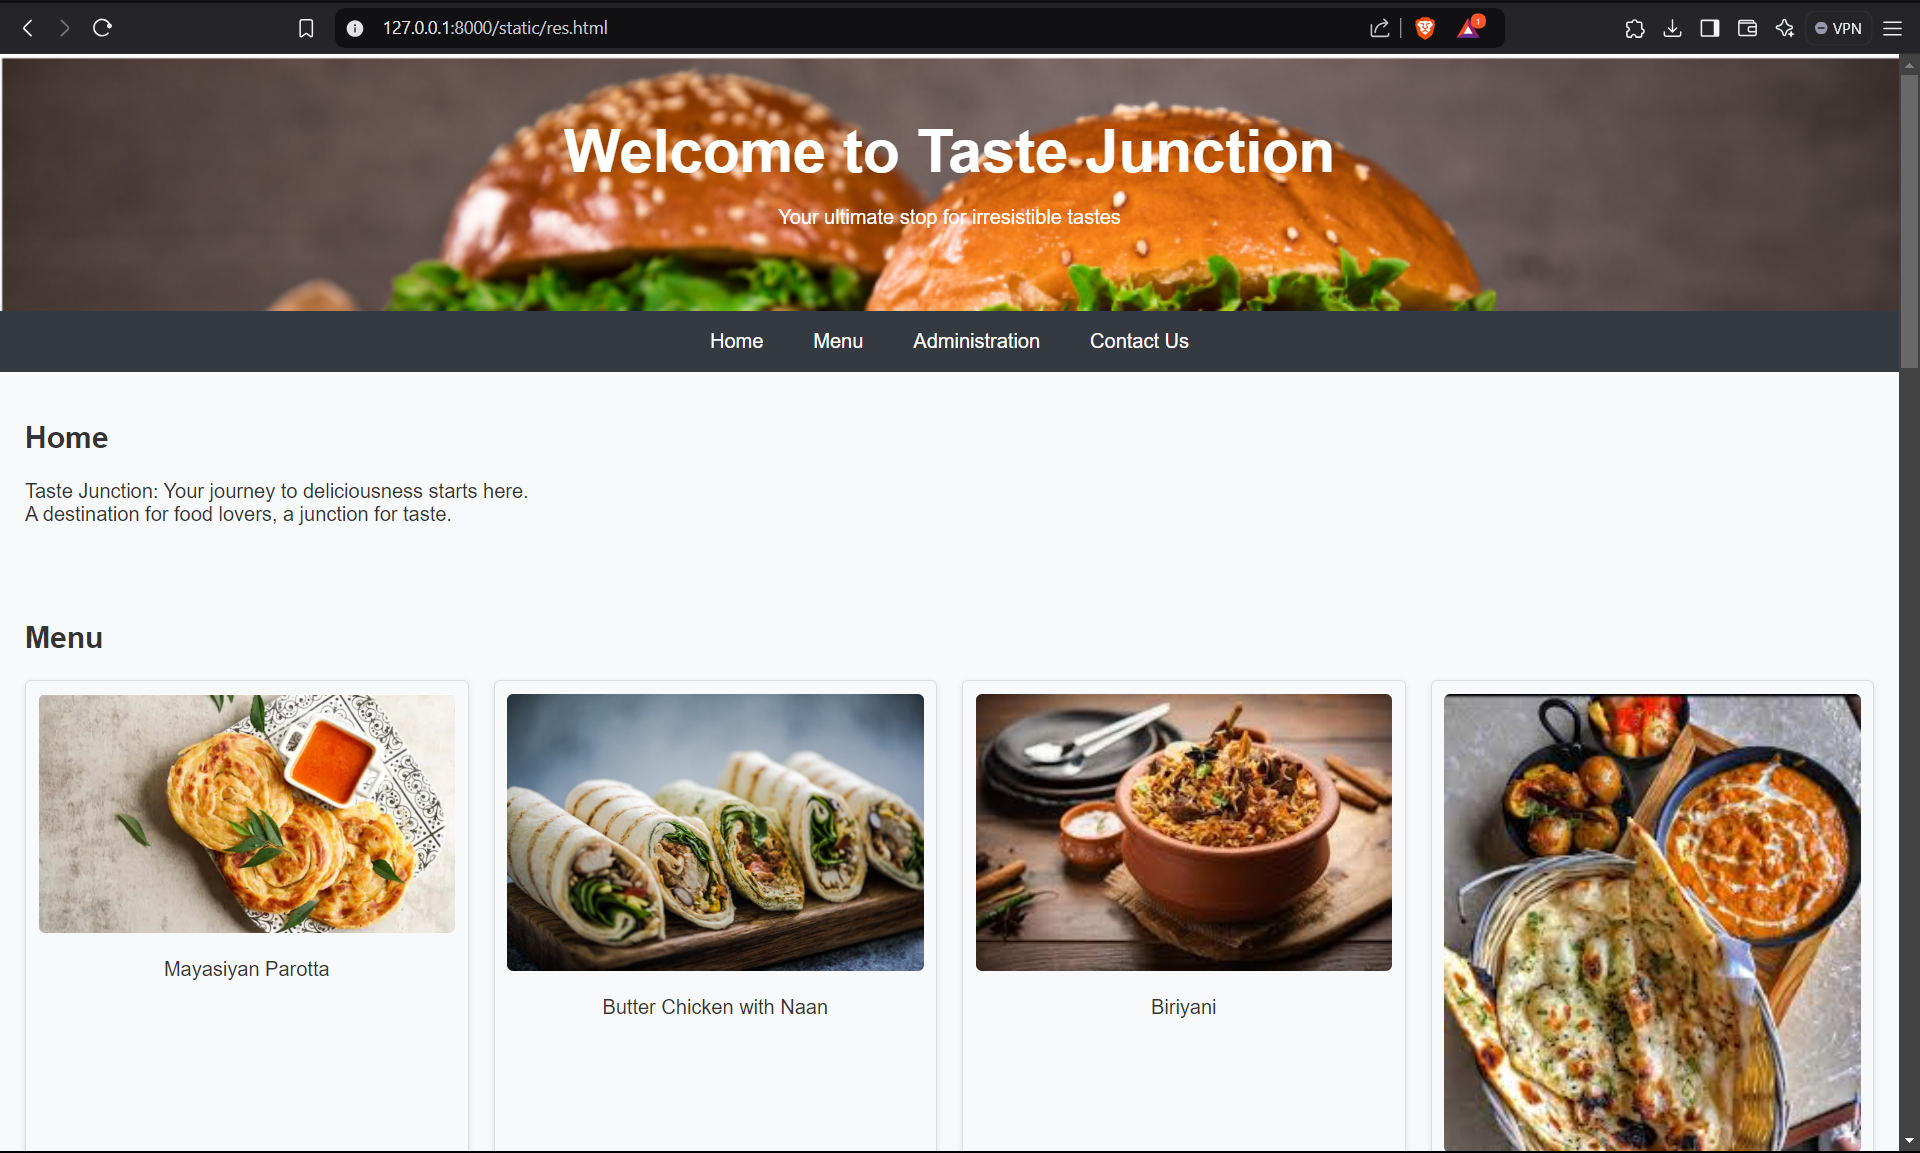 127.0.0.1:8000/static/res.html
1
VPN
Welcome to Taste Junction
Your ultimate stop for irresistible tastes
Home
Menu
Administration
Contact Us
Home
Taste Junction: Your journey to deliciousness starts here.
A destination for food lovers, a junction for taste.
Menu
Mayasiyan Parotta
Butter Chicken with Naan
Biriyani